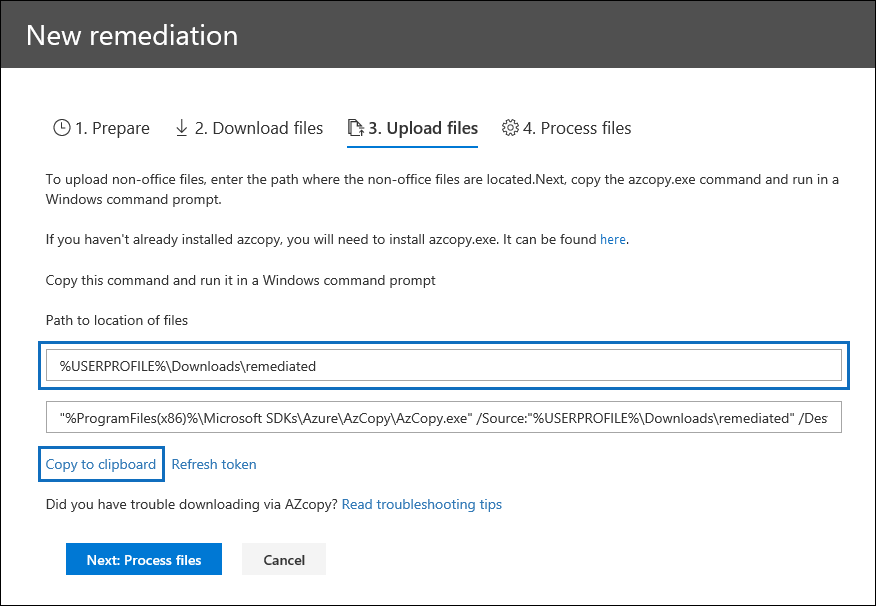 New remediation
1. Prepare 2. Download files 3. Upload files 4. Process files
To upload non-office files, enter the path where the non-office files are located.Next, copy the azcopy.exe command and run in a
Windows command prompt.
If you haven't already installed azcopy, you will need to install azcopy.exe. It can be found here.
Copy this command and run it in a Windows command prompt
Path to location of files
%USERPROFILE%\Downloads\remediated
"%ProgramFiles(x86)%\Microsoft SDKs\Azure\AzCopy\AzCopy.exe" /Source:"%USERPROFILE%\Downloads\remediated" /Des
Copy to clipboard Refresh token
Did you have trouble downloading via AZcopy? Read troubleshooting tips
Next: Process files Cancel